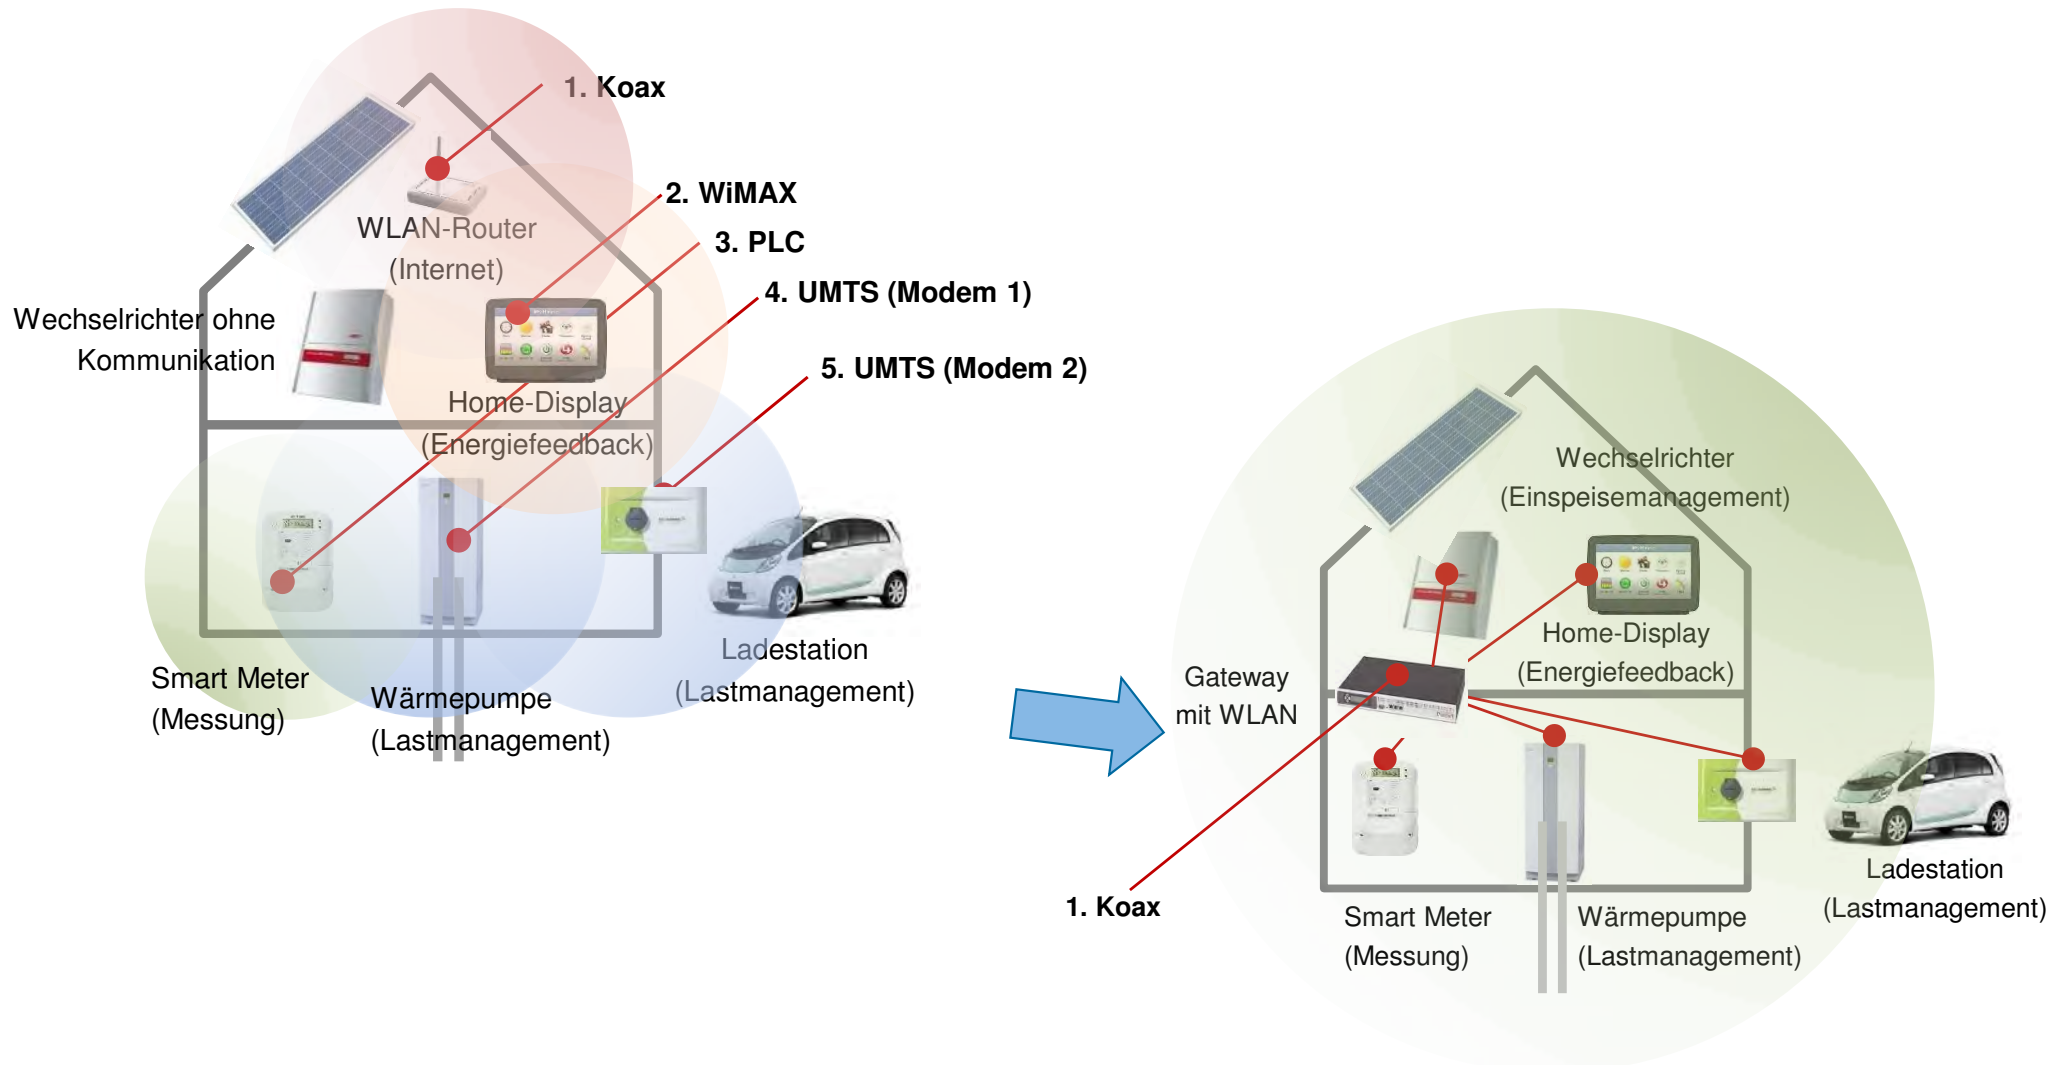 1. Koax
2. WiMAX
3. PLC
4. UMTS (Modem 1)
5. UMTS (Modem 2)
WLAN-Router
(Internet)
Wechselrichter ohne
Kommunikation
Home-Display
(Energiefeedback)
Smart Meter
(Messung)
Wärmepumpe
(Lastmanagement)
Ladestation
(Lastmanagement)
Wechselrichter
(Einspeisemanagement)
Home-Display
(Energiefeedback)
Gateway
mit WLAN
1. Koax
Smart Meter
(Messung)
Wärmepumpe
(Lastmanagement)
Ladestation
(Lastmanagement)